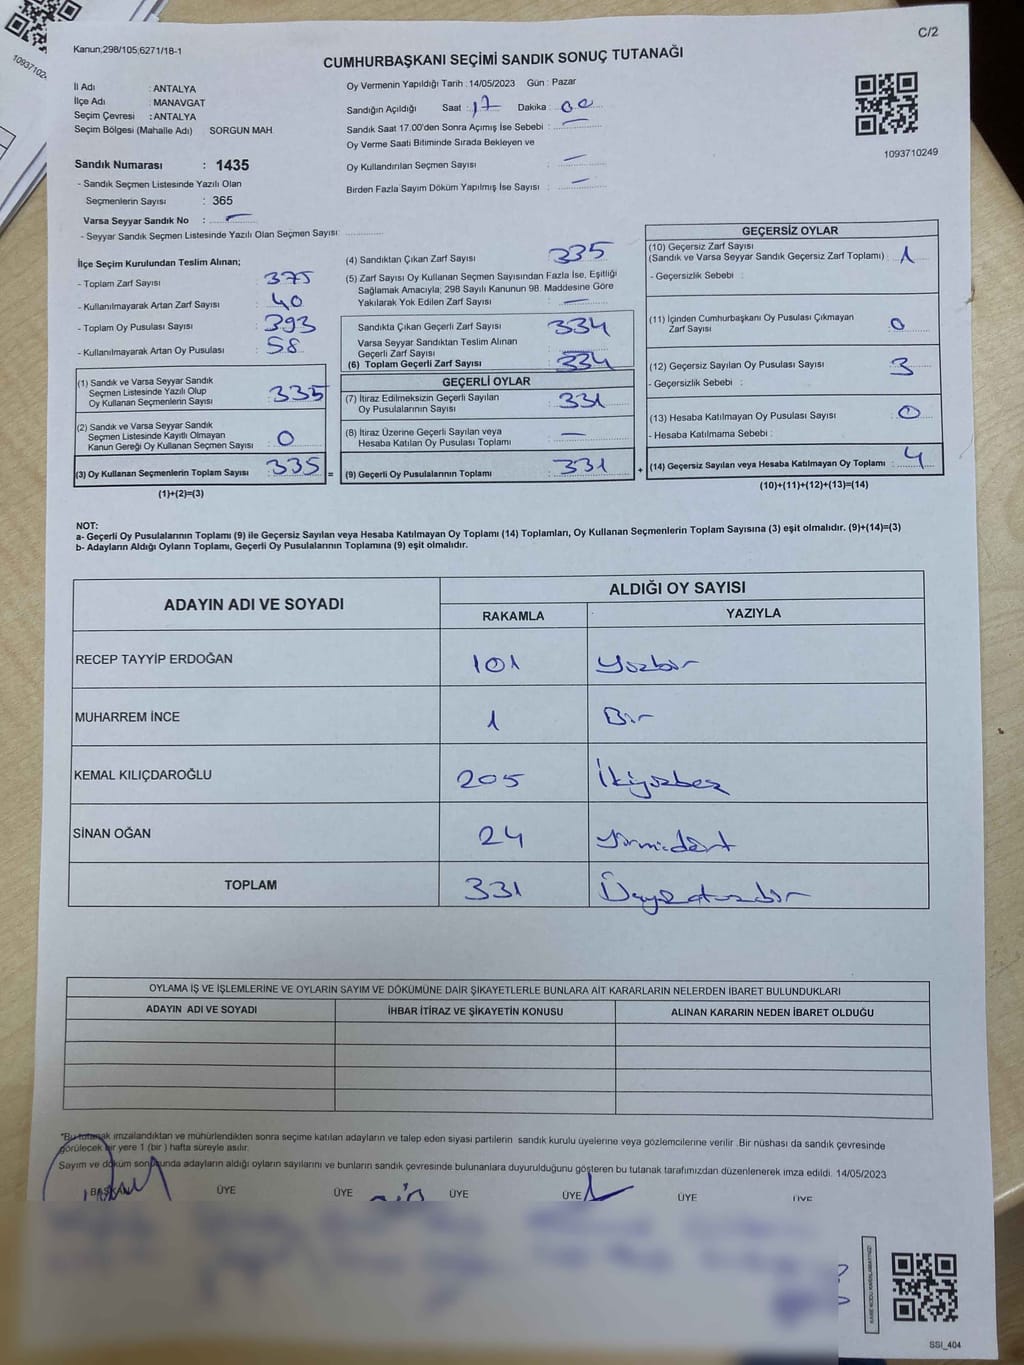 1093710249
C/2
Kanun;298/105;6271/18-1
CUMHURBAŞKANI SEÇİMİ SANDIK SONUÇ TUTANAĞI
İl Adı : ANTALYA
İlçe Adı : MANAVGAT
Seçim Çevresi : ANTALYA
Seçim Bölgesi (Mahalle Adı) SORGUN MAH
Sandık Numarası : 1435
- Sandık Seçmen Listesinde Yazılı Olan
Seçmenlerin Sayısı : 365
Varsa Seyyar Sandık No : —
- Seyyar Sandık Seçmen Listesinde Yazılı Olan Seçmen Sayısı: ..............
Oy Vermenin Yapıldığı Tarih : 14/05/2023 Gün : Pazar
Sandığın Açıldığı Saat : 17 Dakika : 00
Sandık Saat 17.00'den Sonra Açımış İse Sebebi : —
Oy Verme Saati Bitiminde Sırada Bekleyen ve
Oy Kullandırılan Seçmen Sayısı : —
Birden Fazla Sayım Döküm Yapılmış İse Sayısı : —
1093710249
İlçe Seçim Kurulundan Teslim Alınan;
- Toplam Zarf Sayısı : 375
- Kullanılmayarak Artan Zarf Sayısı : 40
- Toplam Oy Pusulası Sayısı : 393
- Kullanılmayarak Artan Oy Pusulası : 58
(1) Sandık ve Varsa Seyyar Sandık
Seçmen Listesinde Yazılı Olup
Oy Kullanan Seçmenlerin Sayısı : 335
(2) Sandık ve Varsa Seyyar Sandık
Seçmen Listesinde Kayıtlı Olmayan
Kanun Gereği Oy Kullanan Seçmen Sayısı : 0
(3) Oy Kullanan Seçmenlerin Toplam Sayısı : 335 =
(1)+(2)=(3)
(4) Sandıktan Çıkan Zarf Sayısı : 335
(5) Zarf Sayısı Oy Kullanan Seçmen Sayısından Fazla İse, Eşitliği
Sağlamak Amacıyla; 298 Sayılı Kanunun 98. Maddesine Göre
Yakılarak Yok Edilen Zarf Sayısı : —
Sandıkta Çıkan Geçerli Zarf Sayısı : 334
Varsa Seyyar Sandıktan Teslim Alınan
Geçerli Zarf Sayısı
(6) Toplam Geçerli Zarf Sayısı : 334
GEÇERLİ OYLAR
(7) İtiraz Edilmeksizin Geçerli Sayılan
Oy Pusulalarının Sayısı : 331
(8) İtiraz Üzerine Geçerli Sayılan veya
Hesaba Katılan Oy Pusulası Toplamı : —
(9) Geçerli Oy Pusulalarının Toplamı : 331 +
GEÇERSİZ OYLAR
(10) Geçersiz Zarf Sayısı
(Sandık ve Varsa Seyyar Sandık Geçersiz Zarf Toplamı) : 1
- Geçersizlik Sebebi :
(11) İçinden Cumhurbaşkanı Oy Pusulası Çıkmayan
Zarf Sayısı : 0
(12) Geçersiz Sayılan Oy Pusulası Sayısı : 3
- Geçersizlik Sebebi :
(13) Hesaba Katılmayan Oy Pusulası Sayısı : 0
- Hesaba Katılmama Sebebi :
(14) Geçersiz Sayılan veya Hesaba Katılmayan Oy Toplamı : 4
(10)+(11)+(12)+(13)=(14)
NOT:
a- Geçerli Oy Pusulalarının Toplamı (9) ile Geçersiz Sayılan veya Hesaba Katılmayan Oy Toplamı (14) Toplamları, Oy Kullanan Seçmenlerin Toplam Sayısına (3) eşit olmalıdır. (9)+(14)=(3)
b- Adayların Aldığı Oyların Toplamı, Geçerli Oy Pusulalarının Toplamına (9) eşit olmalıdır.
ADAYIN ADI VE SOYADI ALDIĞI OY SAYISI
RAKAMLA YAZIYLA
RECEP TAYYİP ERDOĞAN 101 Yüzbir
MUHARREM İNCE 1 Bir
KEMAL KILIÇDAROĞLU 205 İkiyüzbeş
SİNAN OĞAN 24 Yirmidört
TOPLAM 331 Üçyüzotuzbir
OYLAMA İŞ VE İŞLEMLERİNE VE OYLARIN SAYIM VE DÖKÜMÜNE DAİR ŞİKAYETLERLE BUNLARA AİT KARARLARIN NELERDEN İBARET BULUNDUKLARI
ADAYIN ADI VE SOYADI İHBAR İTİRAZ VE ŞİKAYETİN KONUSU ALINAN KARARIN NEDEN İBARET OLDUĞU
*Bu tutanak imzalandıktan ve mühürlendikten sonra seçime katılan adayların ve talep eden siyasi partilerin sandık kurulu üyelerine veya gözlemcilerine verilir .Bir nüshası da sandık çevresinde
görülecek bir yere 1 (bir ) hafta süreyle asılır.
Sayım ve döküm sonucunda adayların aldığı oyların sayılarını ve bunların sandık çevresinde bulunanlara duyurulduğunu gösteren bu tutanak tarafımızdan düzenlenerek imza edildi. 14/05/2023
BAŞKAN ÜYE ÜYE ÜYE ÜYE ÜYE ÜYE
SSI_404